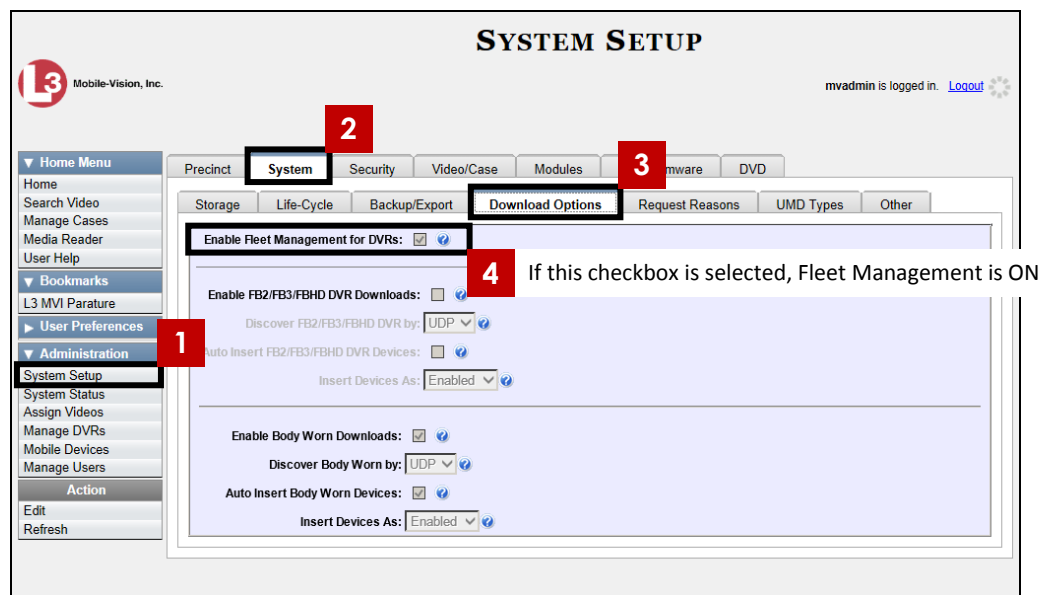 SYSTEM SETUP
L3 Mobile-Vision, Inc.
mvadmin is logged in. Logout
2
▼ Home Menu
Home
Search Video
Manage Cases
Media Reader
User Help
▼ Bookmarks
L3 MVI Parature
► User Preferences
▼ Administration
System Setup
System Status
Assign Videos
Manage DVRs
Mobile Devices
Manage Users
Action
Edit
Refresh
1
Precinct System Security Video/Case Modules mware DVD
3
Storage Life-Cycle Backup/Export Download Options Request Reasons UMD Types Other
Enable Fleet Management for DVRs: ?
4 If this checkbox is selected, Fleet Management is ON
Enable FB2/FB3/FBHD DVR Downloads: ?
Discover FB2/FB3/FBHD DVR by: UDP ?
Auto Insert FB2/FB3/FBHD DVR Devices: ?
Insert Devices As: Enabled ?
Enable Body Worn Downloads: ?
Discover Body Worn by: UDP ?
Auto Insert Body Worn Devices: ?
Insert Devices As: Enabled ?